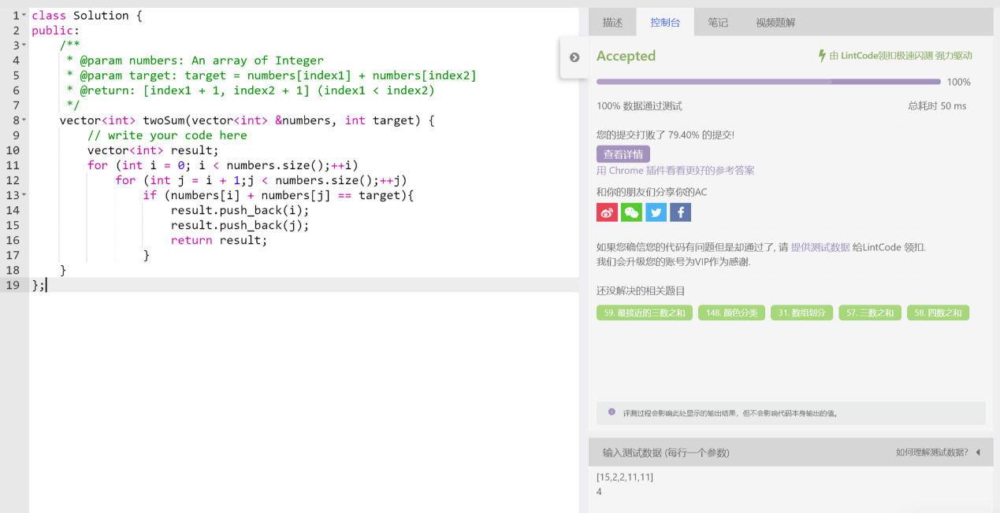 1 class Solution {
2 public:
3 /**
4 * @param numbers: An array of Integer
5 * @param target: target = numbers[index1] + numbers[index2]
6 * @return: [index1 + 1, index2 + 1] (index1 < index2)
7 */
8 vector<int> twoSum(vector<int> &numbers, int target) {
9 // write your code here
10 vector<int> result;
11 for (int i = 0; i < numbers.size();++i)
12 for (int j = i + 1;j < numbers.size();++j)
13 if (numbers[i] + numbers[j] == target){
14 result.push_back(i);
15 result.push_back(j);
16 return result;
17 }
18 }
19 };
描述 控制台 笔记 视频题解
Accepted 由 LintCode领扣极速闪测 强力驱动
100%
100% 数据通过测试 总耗时 50 ms
您的提交打败了 79.40% 的提交!
查看详情
用 Chrome 插件看看更好的参考答案
和你的朋友们分享你的AC
如果您确信您的代码有问题但是却通过了, 请 提供测试数据 给LintCode 领扣.
我们会升级您的账号为VIP作为感谢.
还没解决的相关题目
59. 最接近的三数之和 148. 颜色分类 31. 数组划分 57. 三数之和 58. 四数之和
评测过程会影响此处显示的输出结果，但不会影响代码本身输出的值。
输入测试数据 (每行一个参数) 如何理解测试数据?
[15,2,2,11,11]
4